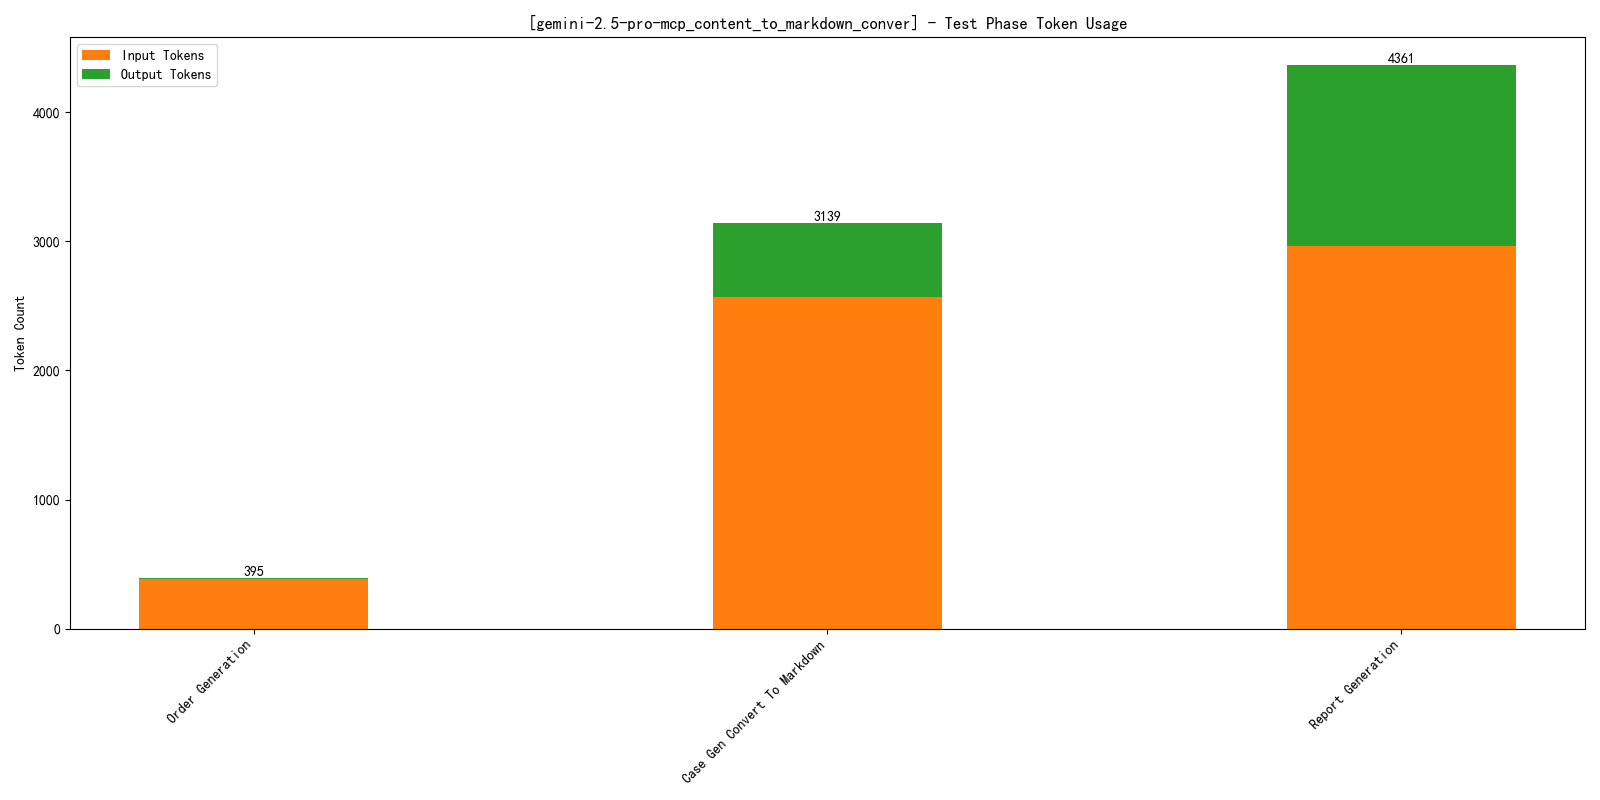 [gemini-2.5-pro-mcp_content_to_markdown_conver] - Test Phase Token Usage
Input Tokens
Output Tokens
4361
4000
3139
3000
Token Count
2000
1000
395
0
Order Generation
Case Gen Convert To Markdown
Report Generation